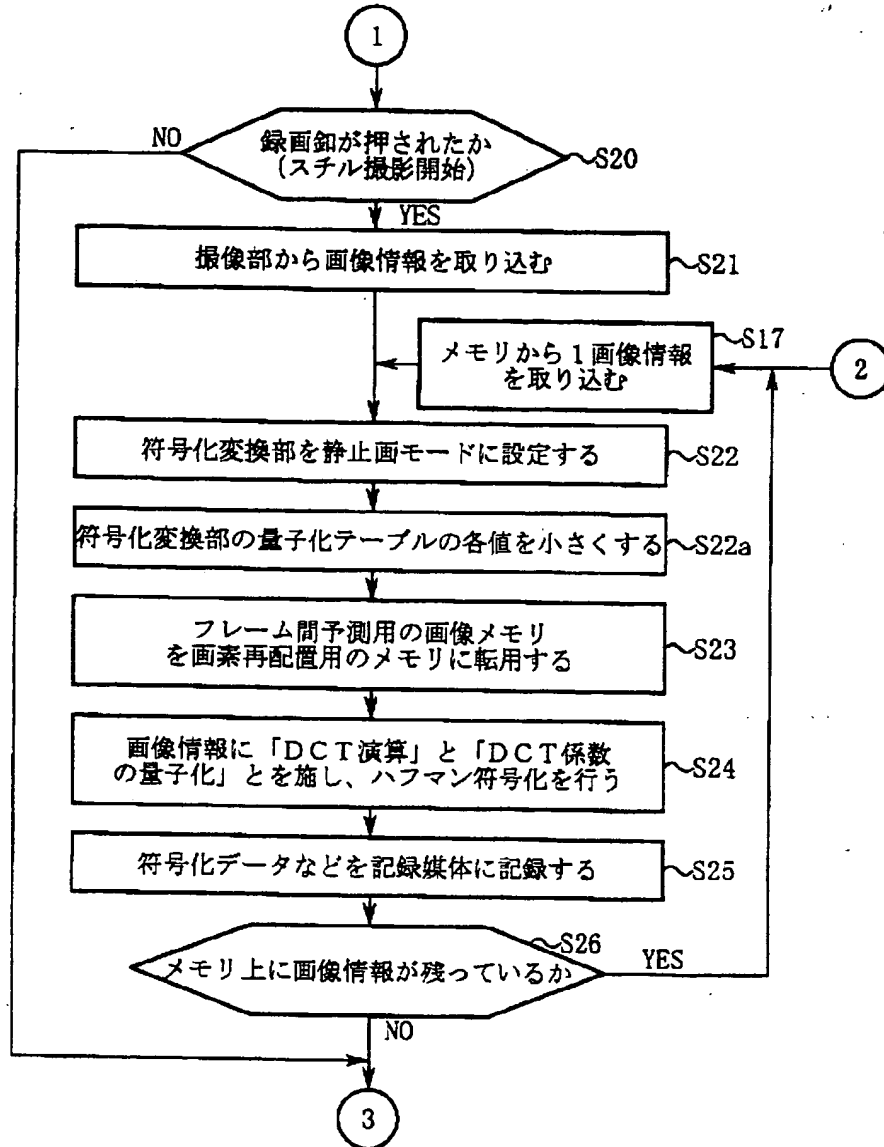 1
録画釦が押されたか
(スチル撮影開始)
NO
S20
YES
撮像部から画像情報を取り込む
S21
メモリから1画像情報
を取り込む
S17
2
符号化変換部を静止画モードに設定する
S22
符号化変換部の量子化テーブルの各値を小さくする
S22a
フレーム間予測用の画像メモリ
を画素再配置用のメモリに転用する
S23
画像情報に「DCT演算」と「DCT係数
の量子化」とを施し、ハフマン符号化を行う
S24
符号化データなどを記録媒体に記録する
S25
メモリ上に画像情報が残っているか
S26
YES
NO
3